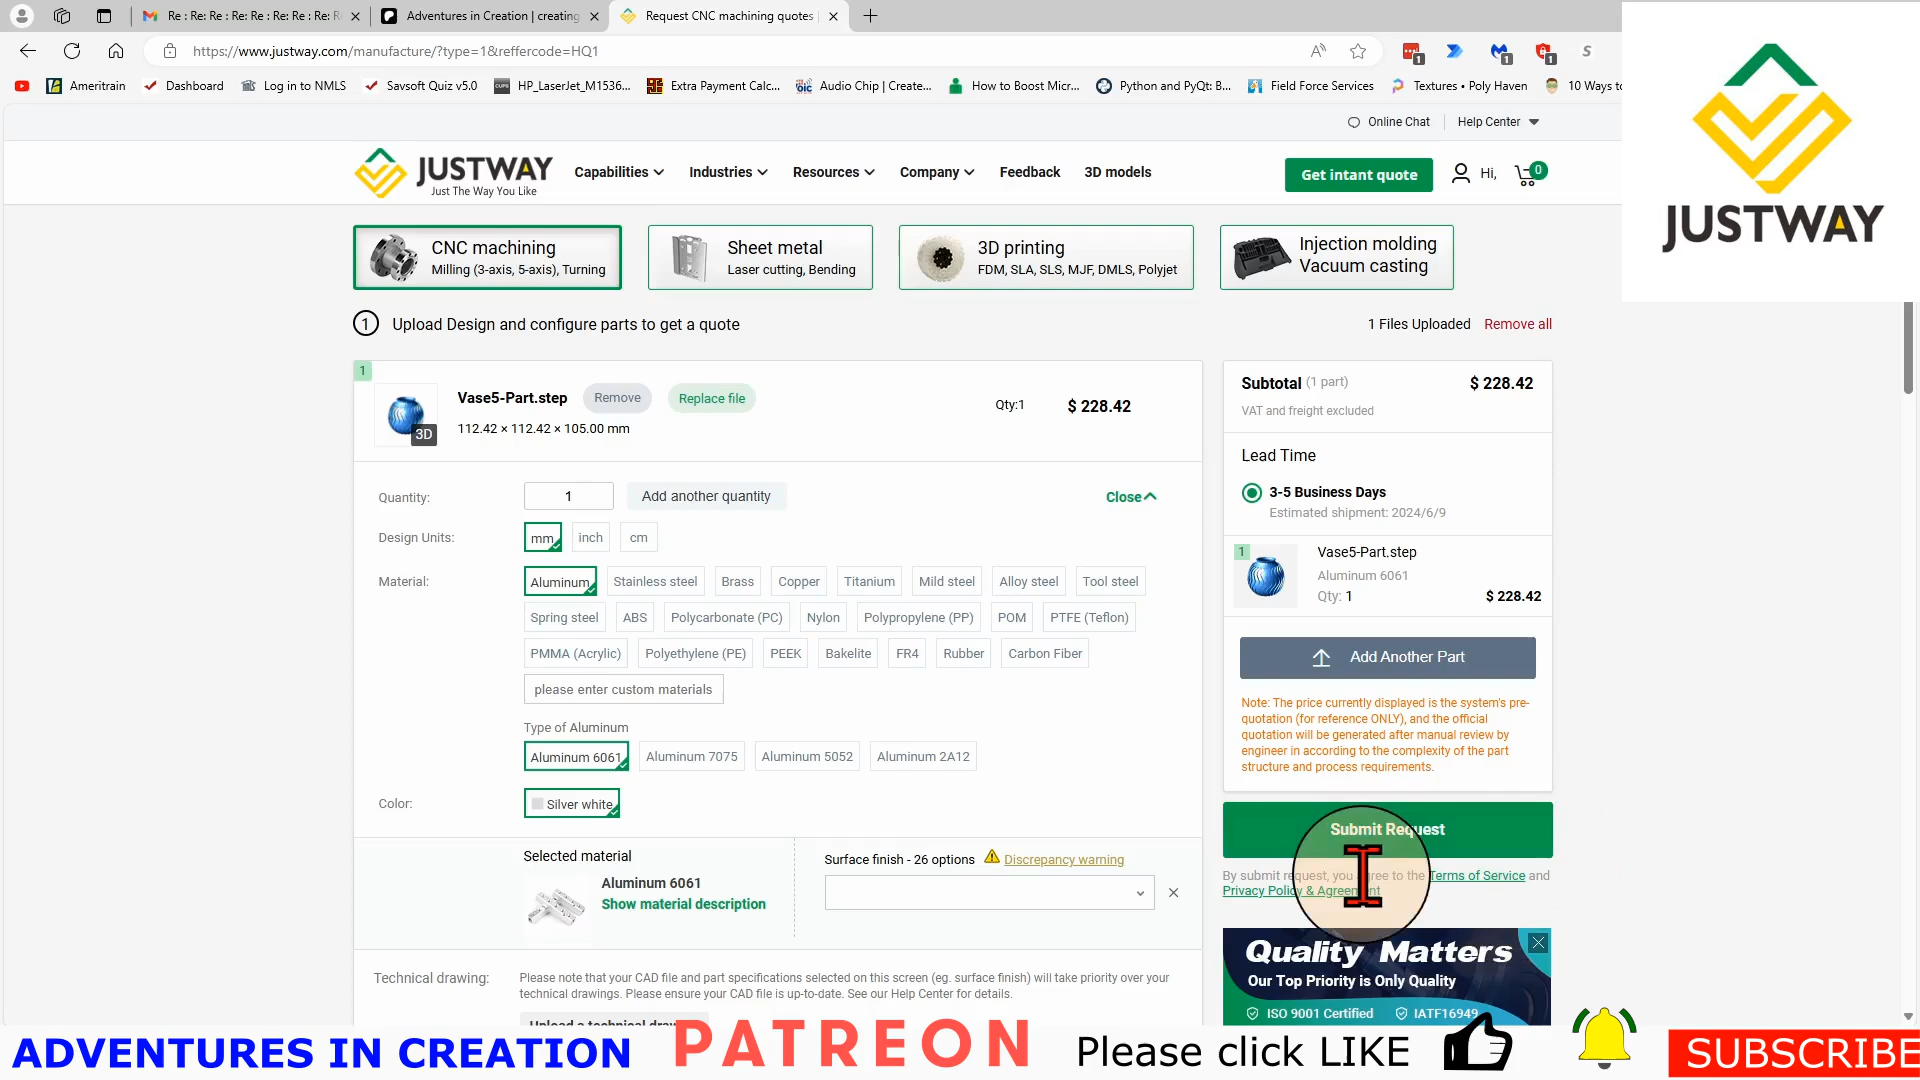 Re : Re: Re : Re: Re : Re: Re : Re: R
Adventures in Creation | creating
Request CNC machining quotes |
https://www.justway.com/manufacture/?type=1&reffercode=HQ1
Ameritrain
Dashboard
Log in to NMLS
Savsoft Quiz v5.0
HP_LaserJet_M1536...
Extra Payment Calc...
Audio Chip | Create...
How to Boost Micr...
Python and PyQt: B...
Field Force Services
Textures • Poly Haven
10 Ways to
Online Chat
Help Center
JUSTWAY
Just The Way You Like
Capabilities
Industries
Resources
Company
Feedback
3D models
Get intant quote
Hi,
0
JUSTWAY
CNC machining
Milling (3-axis, 5-axis), Turning
Sheet metal
Laser cutting, Bending
3D printing
FDM, SLA, SLS, MJF, DMLS, Polyjet
Injection molding
Vacuum casting
1 Upload Design and configure parts to get a quote
1 Files Uploaded
Remove all
1
3D
Vase5-Part.step
Remove
Replace file
112.42 × 112.42 × 105.00 mm
Qty:1
$ 228.42
Quantity:
1
Add another quantity
Close
Design Units:
mm
inch
cm
Material:
Aluminum
Stainless steel
Brass
Copper
Titanium
Mild steel
Alloy steel
Tool steel
Spring steel
ABS
Polycarbonate (PC)
Nylon
Polypropylene (PP)
POM
PTFE (Teflon)
PMMA (Acrylic)
Polyethylene (PE)
PEEK
Bakelite
FR4
Rubber
Carbon Fiber
please enter custom materials
Type of Aluminum
Aluminum 6061
Aluminum 7075
Aluminum 5052
Aluminum 2A12
Color:
Silver white
Selected material
Aluminum 6061
Show material description
Surface finish - 26 options
Discrepancy warning
Technical drawing:
Please note that your CAD file and part specifications selected on this screen (eg. surface finish) will take priority over your
technical drawings. Please ensure your CAD file is up-to-date. See our Help Center for details.
Upload a technical draw
Subtotal (1 part)
$ 228.42
VAT and freight excluded
Lead Time
3-5 Business Days
Estimated shipment: 2024/6/9
1
Vase5-Part.step
Aluminum 6061
Qty: 1
$ 228.42
Add Another Part
Note: The price currently displayed is the system's pre-
quotation (for reference ONLY), and the official
quotation will be generated after manual review by
engineer in according to the complexity of the part
structure and process requirements.
Submit Request
By submit request, you agree to the Terms of Service and
Privacy Policy & Agreement
Quality Matters
Our Top Priority is Only Quality
ISO 9001 Certified
IATF16949
ADVENTURES IN CREATION
PATREON
Please click LIKE
SUBSCRIBE